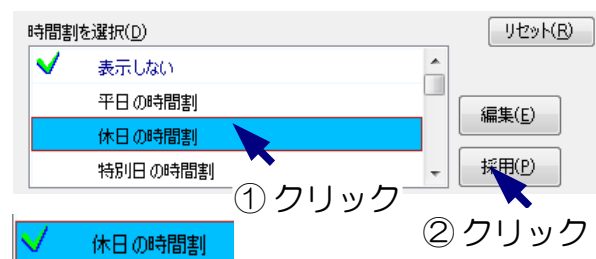 時間割を選択(D)
リセット(R)
表示しない
平日の時間割
休日の時間割
特別日の時間割
編集(E)
採用(P)
① クリック
② クリック
休日の時間割